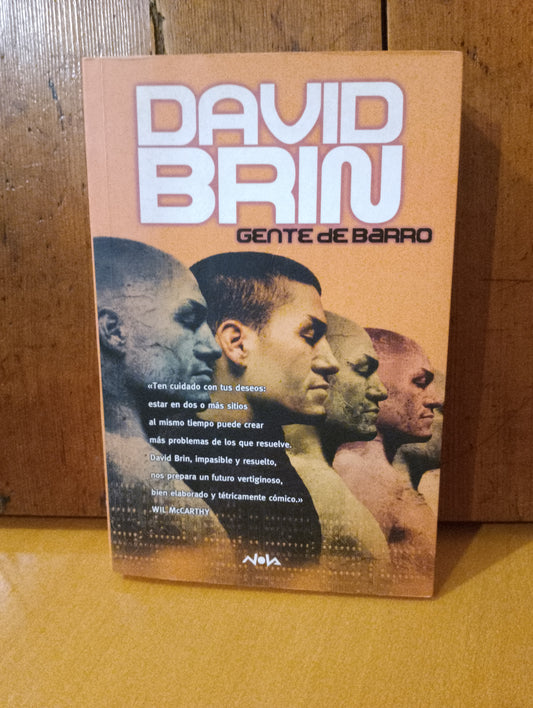 DAVID
BRIN
GENTE dE BARRO
«Ten cuidado con tus deseos:
estar en dos o más sitios
al mismo tiempo puede crear
más problemas de los que resuelve.
David Brin, impasible y resuelto,
nos prepara un futuro vertiginoso,
bien elaborado y tétricamente cómico.»
WIL McCARTHY
NOVA